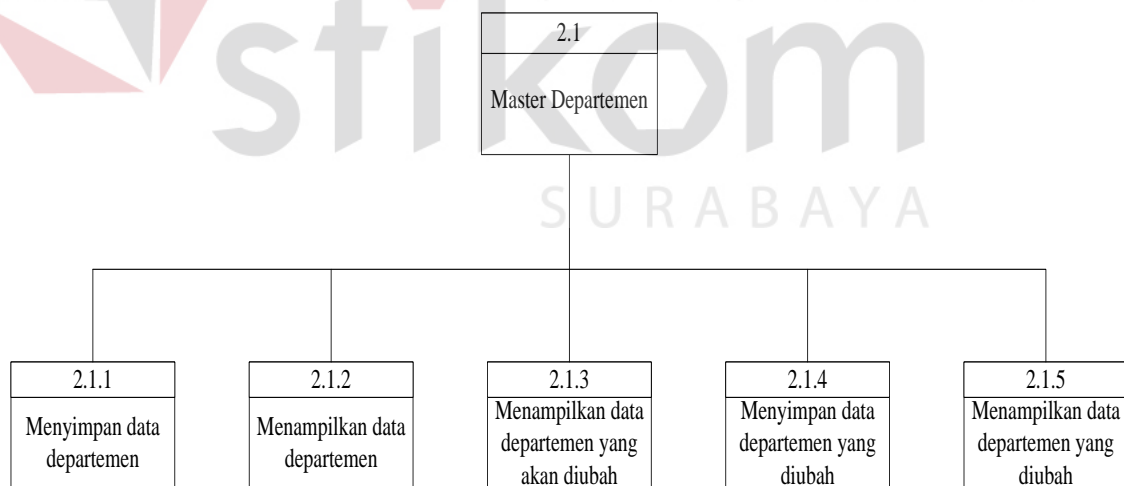 stikom
SURABAYA
2.1
Master Departemen
2.1.1
Menyimpan data
departemen
2.1.2
Menampilkan data
departemen
2.1.3
Menampilkan data
departemen yang
akan diubah
2.1.4
Menyimpan data
departemen yang
diubah
2.1.5
Menampilkan data
departemen yang
diubah